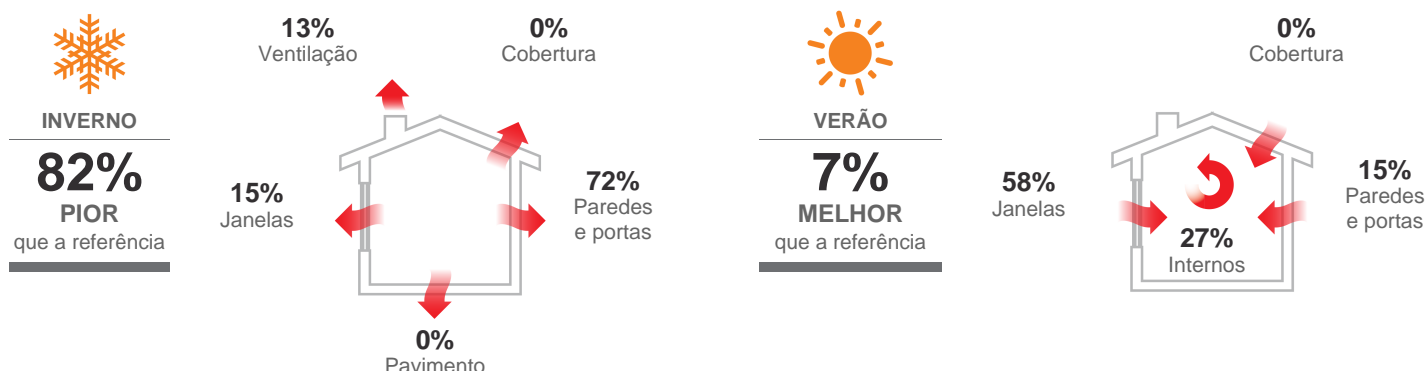 INVERNO
82%
PIOR
que a referência
13%
Ventilação
0%
Cobertura
15%
Janelas
72%
Paredes
e portas
0%
Pavimento
VERÃO
7%
MELHOR
que a referência
0%
Cobertura
58%
Janelas
27%
Internos
15%
Paredes
e portas